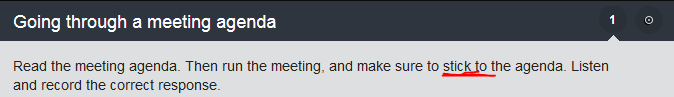 Going through a meeting agenda
1
Read the meeting agenda. Then run the meeting, and make sure to stick to the agenda. Listen
and record the correct response.